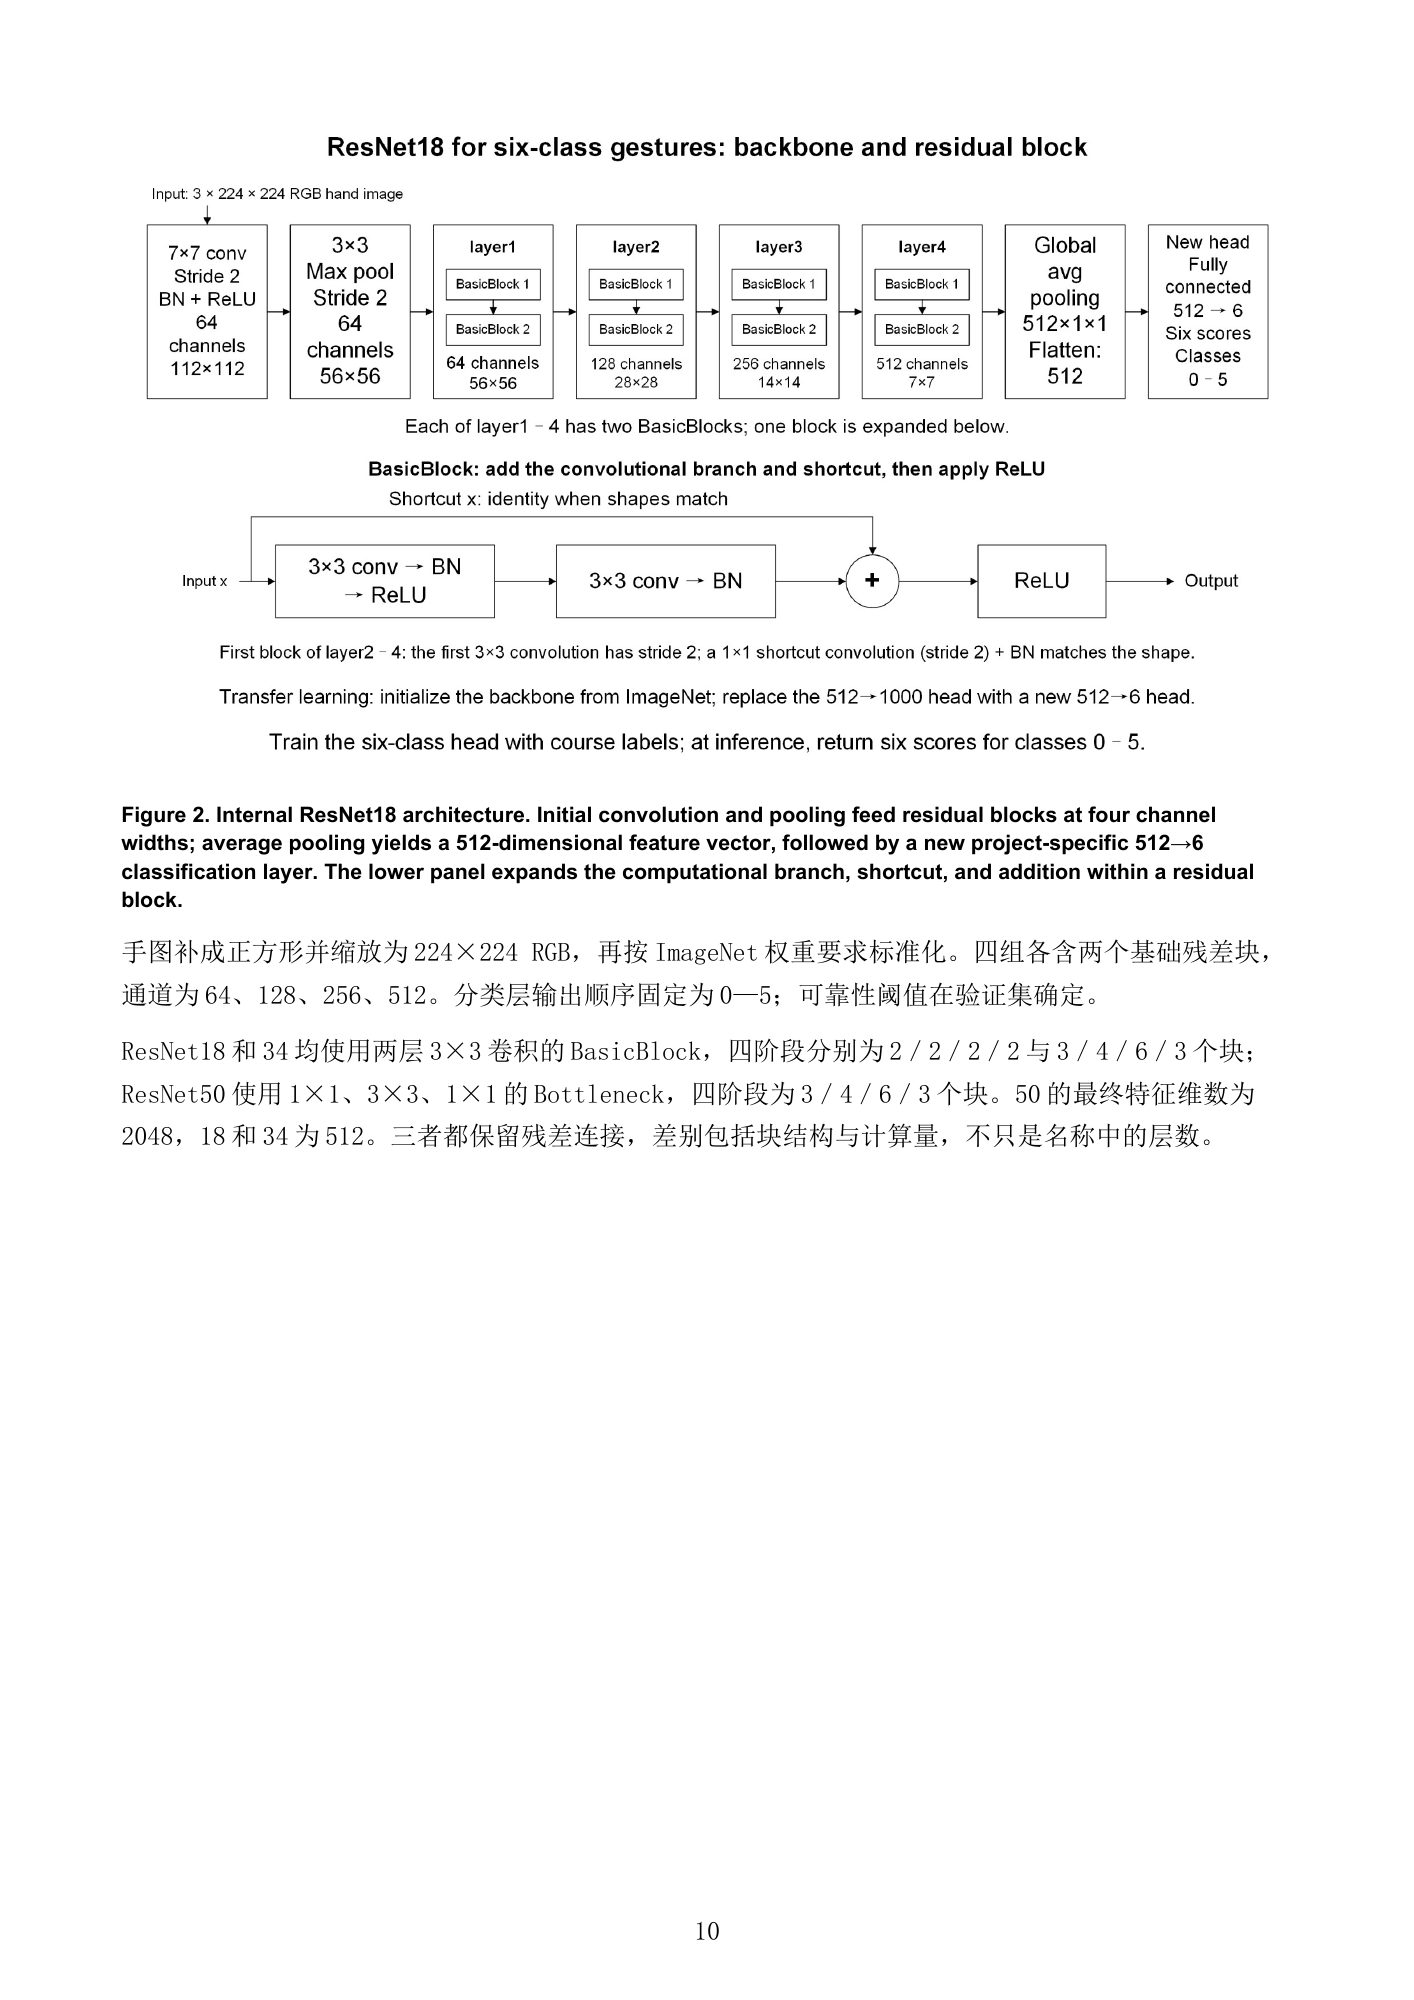 ResNet18 for six-class gestures: backbone and residual block
Input: 3 × 224 × 224 RGB hand image
7×7 conv
Stride 2
BN + ReLU
64
channels
112×112
3×3
Max pool
Stride 2
64
channels
56×56
layer1
BasicBlock 1
BasicBlock 2
64 channels
56×56
layer2
BasicBlock 1
BasicBlock 2
128 channels
28×28
layer3
BasicBlock 1
BasicBlock 2
256 channels
14×14
layer4
BasicBlock 1
BasicBlock 2
512 channels
7×7
Global
avg
pooling
512×1×1
Flatten:
512
New head
Fully
connected
512 → 6
Six scores
Classes
0–5
Each of layer1–4 has two BasicBlocks; one block is expanded below.
BasicBlock: add the convolutional branch and shortcut, then apply ReLU
Shortcut x: identity when shapes match
Input x
3×3 conv → BN
→ ReLU
3×3 conv → BN
+
ReLU
Output
First block of layer2–4: the first 3×3 convolution has stride 2; a 1×1 shortcut convolution (stride 2) + BN matches the shape.
Transfer learning: initialize the backbone from ImageNet; replace the 512→1000 head with a new 512→6 head.
Train the six-class head with course labels; at inference, return six scores for classes 0–5.
Figure 2. Internal ResNet18 architecture. Initial convolution and pooling feed residual blocks at four channel
widths; average pooling yields a 512-dimensional feature vector, followed by a new project-specific 512→6
classification layer. The lower panel expands the computational branch, shortcut, and addition within a residual
block.
手图补成正方形并缩放为 224×224 RGB，再按 ImageNet 权重要求标准化。四组各含两个基础残差块，
通道为 64、128、256、512。分类层输出顺序固定为 0—5；可靠性阈值在验证集确定。
ResNet18 和 34 均使用两层 3×3 卷积的 BasicBlock，四阶段分别为 2/2/2/2 与 3/4/6/3 个块；
ResNet50 使用 1×1、3×3、1×1 的 Bottleneck，四阶段为 3/4/6/3 个块。50 的最终特征维数为
2048，18 和 34 为 512。三者都保留残差连接，差别包括块结构与计算量，不只是名称中的层数。
10